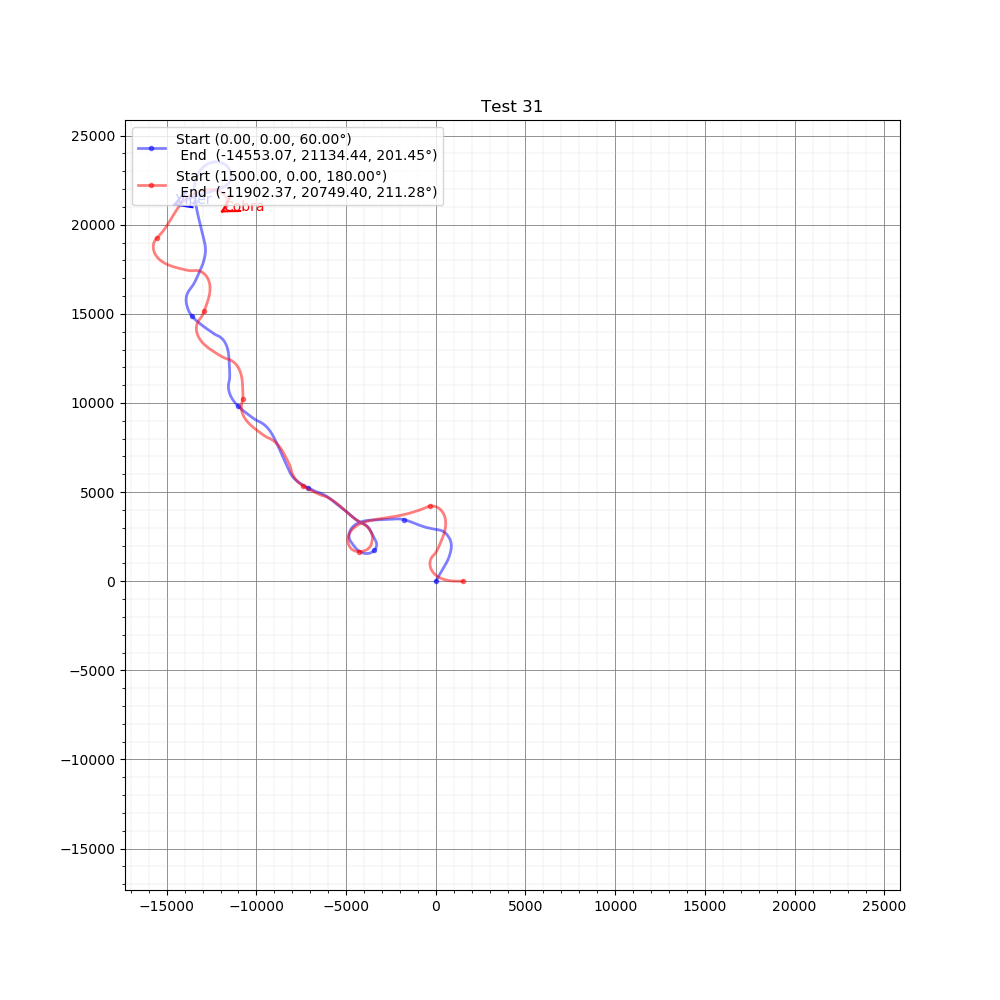 Test 31
Start (0.00, 0.00, 60.00°)
End (-14553.07, 21134.44, 201.45°)
Start (1500.00, 0.00, 180.00°)
End (-11902.37, 20749.40, 211.28°)
Cobra
25000
20000
15000
10000
5000
0
−5000
−10000
−15000
−15000 −10000 −5000 0 5000 10000 15000 20000 25000